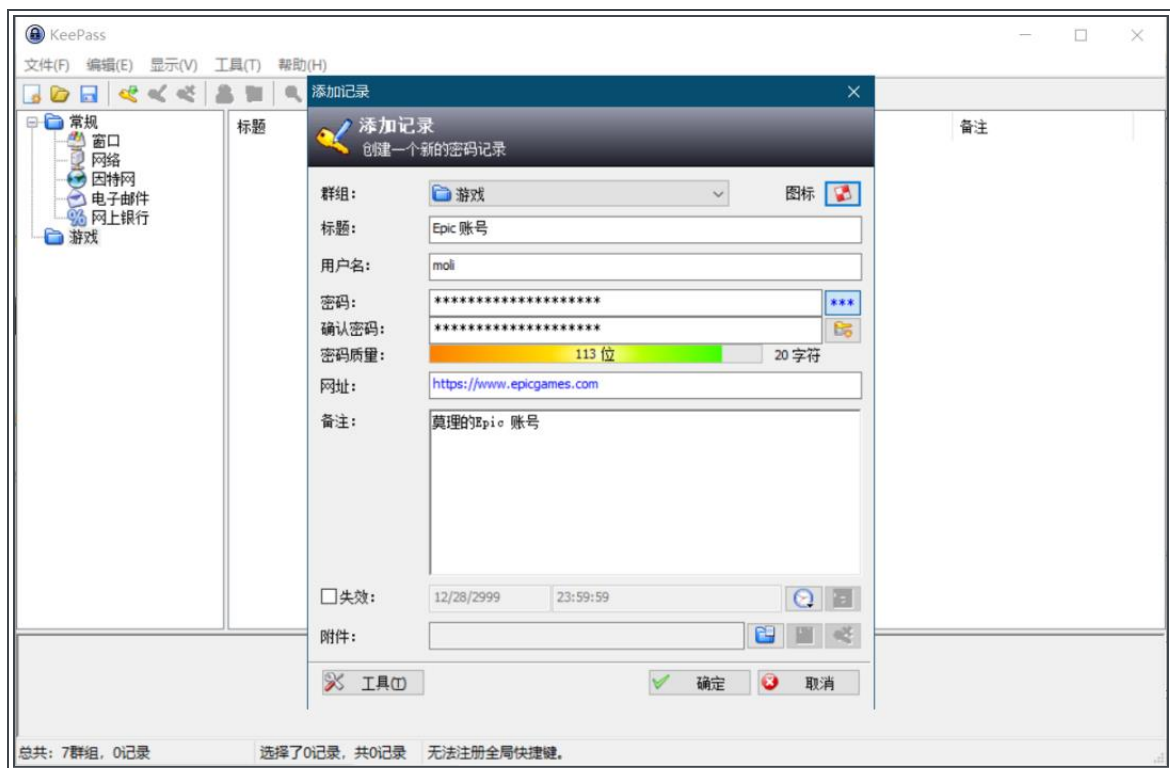 KeePass
文件(F) 编辑(E) 显示(V) 工具(T) 帮助(H)
常规
窗口
网络
因特网
电子邮件
网上银行
游戏
标题
备注
添加记录
添加记录
创建一个新的密码记录
群组: 游戏 图标
标题: Epic 账号
用户名: moli
密码: ******************** ***
确认密码: ********************
密码质量: 113 位 20 字符
网址: https://www.epicgames.com
备注: 莫理的Epic 账号
失效: 12/28/2999 23:59:59
附件:
工具(T) 确定 取消
总共: 7群组, 0记录 选择了0记录, 共0记录 无法注册全局快捷键。